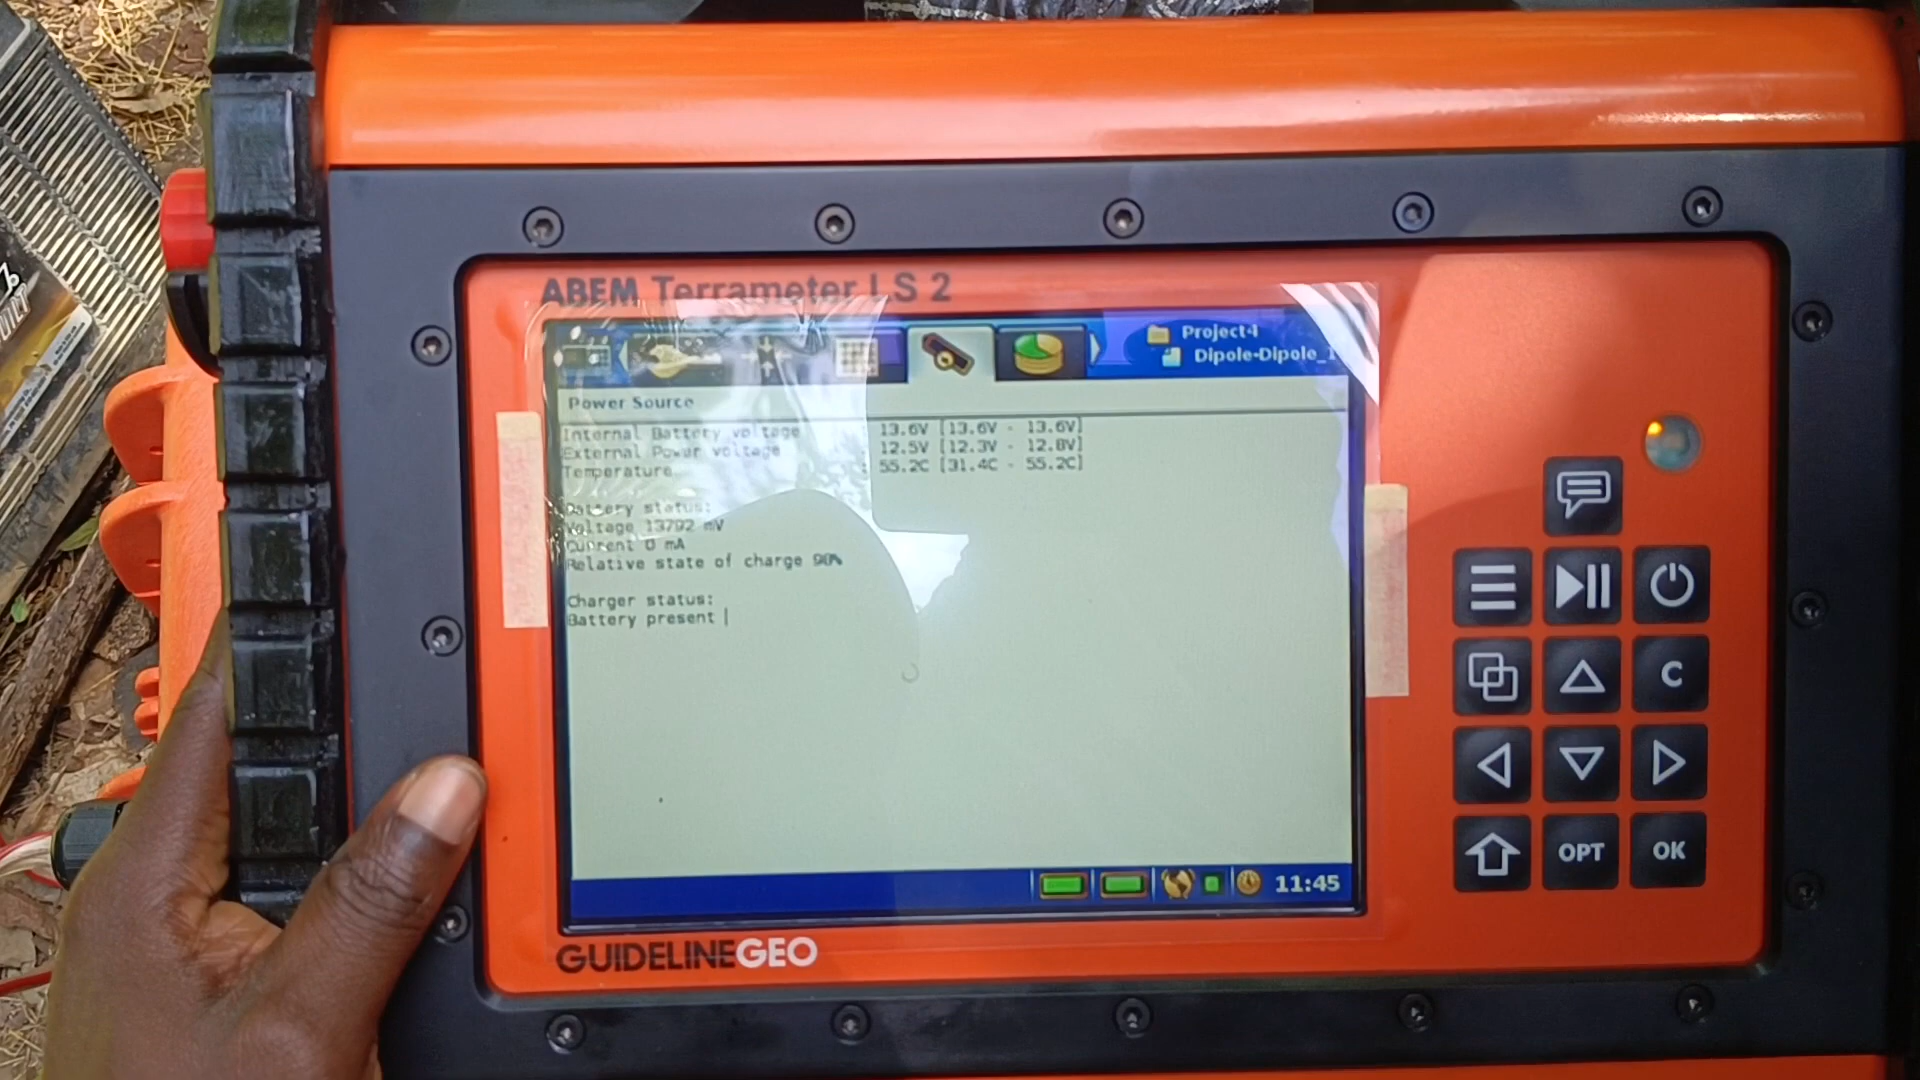 ABEM Terrameter LS 2
Project4
Dipole-Dipole_1
Power Source
Internal Battery voltage : 13.6V [13.6V - 13.6V]
External Power voltage : 12.5V [12.3V - 12.8V]
Temperature : 55.2C [31.4C - 55.2C]
Battery status:
Voltage 13792 mV
Current 0 mA
Relative state of charge 90%
Charger status:
Battery present |
11:45
C
OPT
OK
GUIDELINEGEO